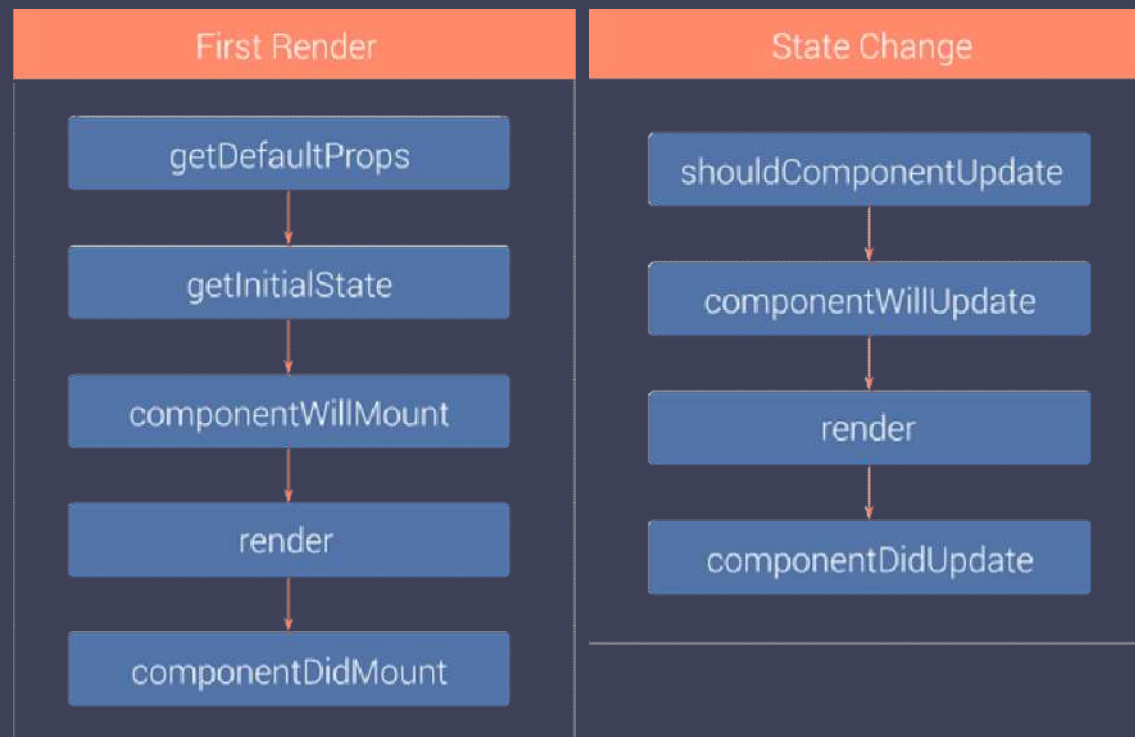 First Render
getDefaultProps
getInitialState
componentWillMount
render
componentDidMount
State Change
shouldComponentUpdate
componentWillUpdate
render
componentDidUpdate